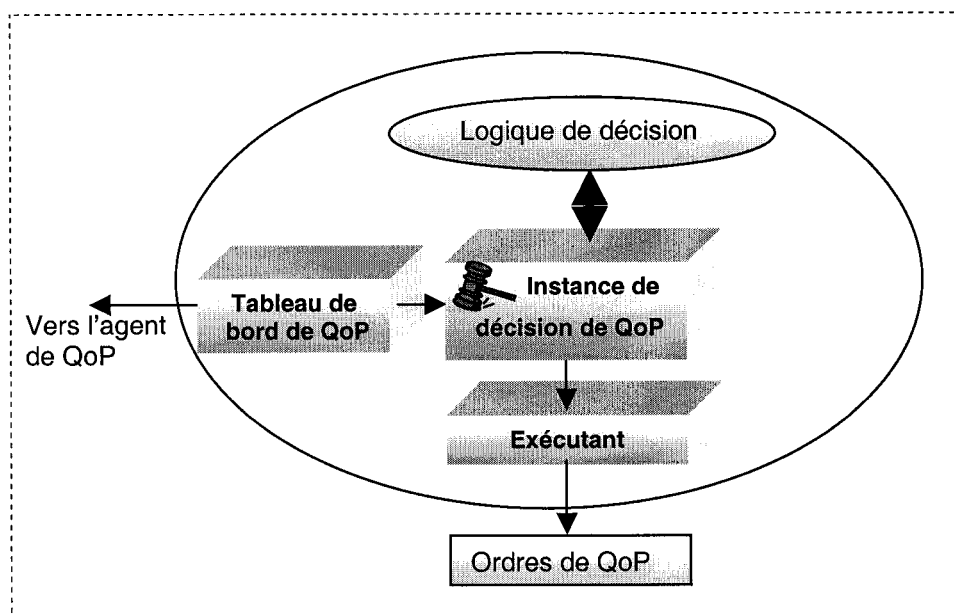 Logique de décision
Instance de
décision de QoP
Tableau de
bord de QoP
Vers l'agent
de QoP
Exécutant
Ordres de QoP